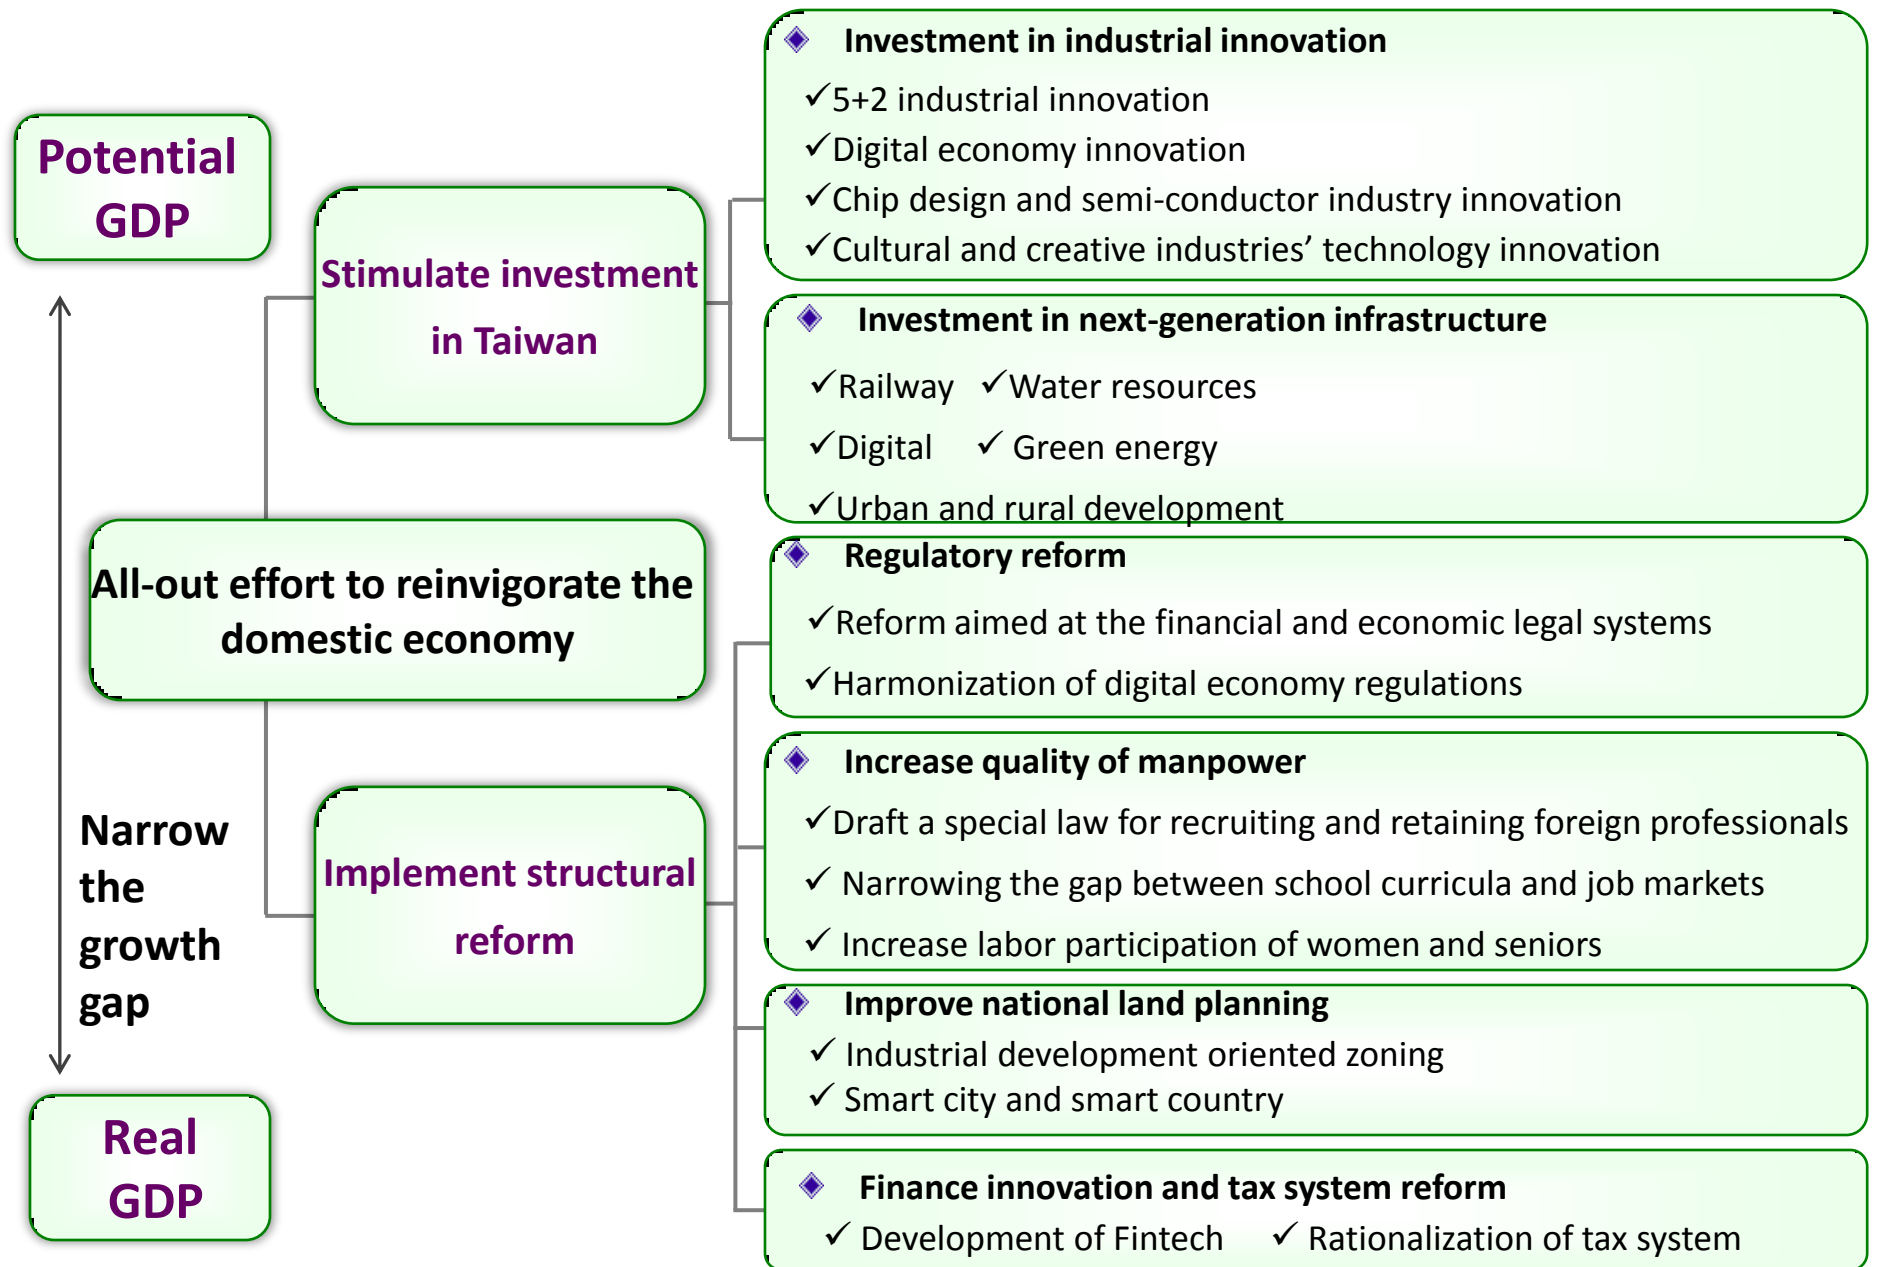 Potential
GDP
Narrow
the
growth
gap
Real
GDP
All-out effort to reinvigorate the
domestic economy
Stimulate investment
in Taiwan
Investment in industrial innovation
✓5+2 industrial innovation
✓Digital economy innovation
✓Chip design and semi-conductor industry innovation
✓Cultural and creative industries’ technology innovation
Investment in next-generation infrastructure
✓Railway ✓Water resources
✓Digital ✓ Green energy
✓Urban and rural development
Implement structural
reform
Regulatory reform
✓Reform aimed at the financial and economic legal systems
✓Harmonization of digital economy regulations
Increase quality of manpower
✓Draft a special law for recruiting and retaining foreign professionals
✓ Narrowing the gap between school curricula and job markets
✓ Increase labor participation of women and seniors
Improve national land planning
✓ Industrial development oriented zoning
✓ Smart city and smart country
Finance innovation and tax system reform
✓ Development of Fintech ✓ Rationalization of tax system